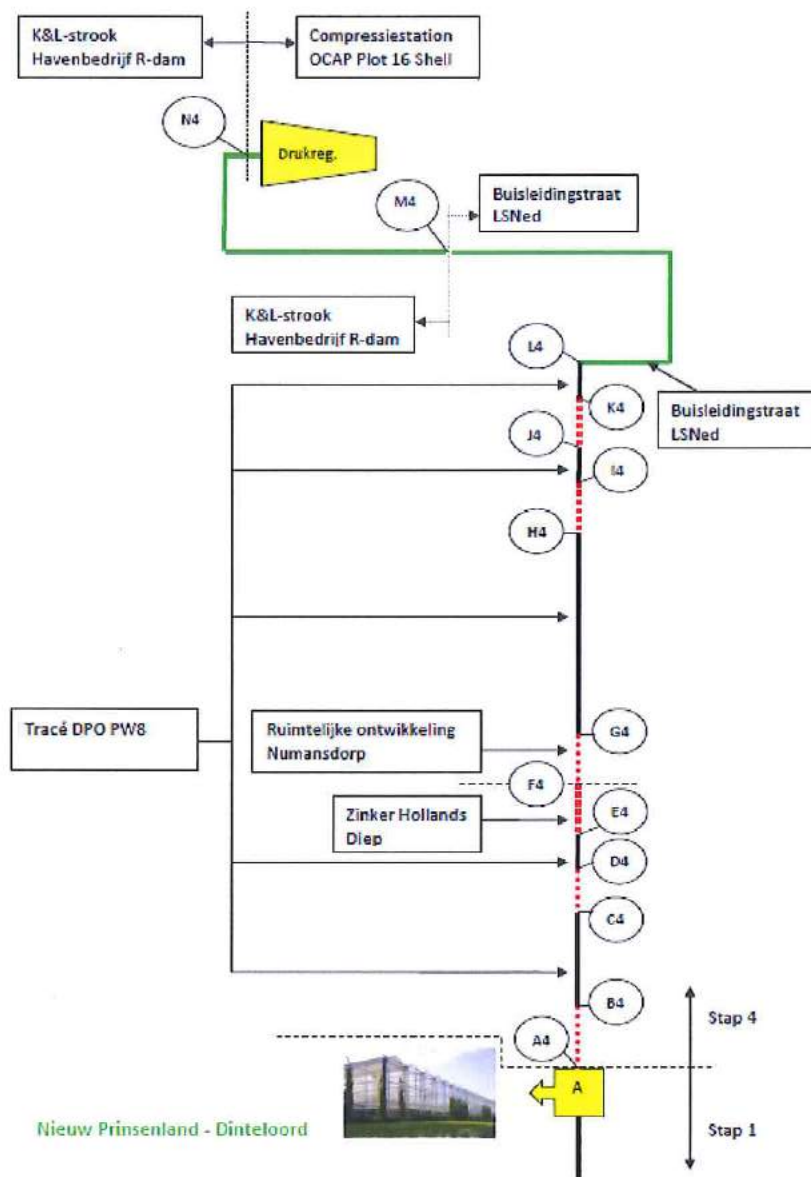 K&L-strook
Havenbedrijf R-dam
Compressiestation
OCAP Plot 16 Shell
N4
Drukreg.
M4
Buisleidingstraat
LSNed
K&L-strook
Havenbedrijf R-dam
L4
K4
Buisleidingstraat
LSNed
J4
I4
H4
Tracé DPO PW8
Ruimtelijke ontwikkeling
Numansdorp
G4
F4
Zinker Hollands
Diep
E4
D4
C4
B4
Stap 4
A4
A
Nieuw Prinsenland - Dinteloord
Stap 1